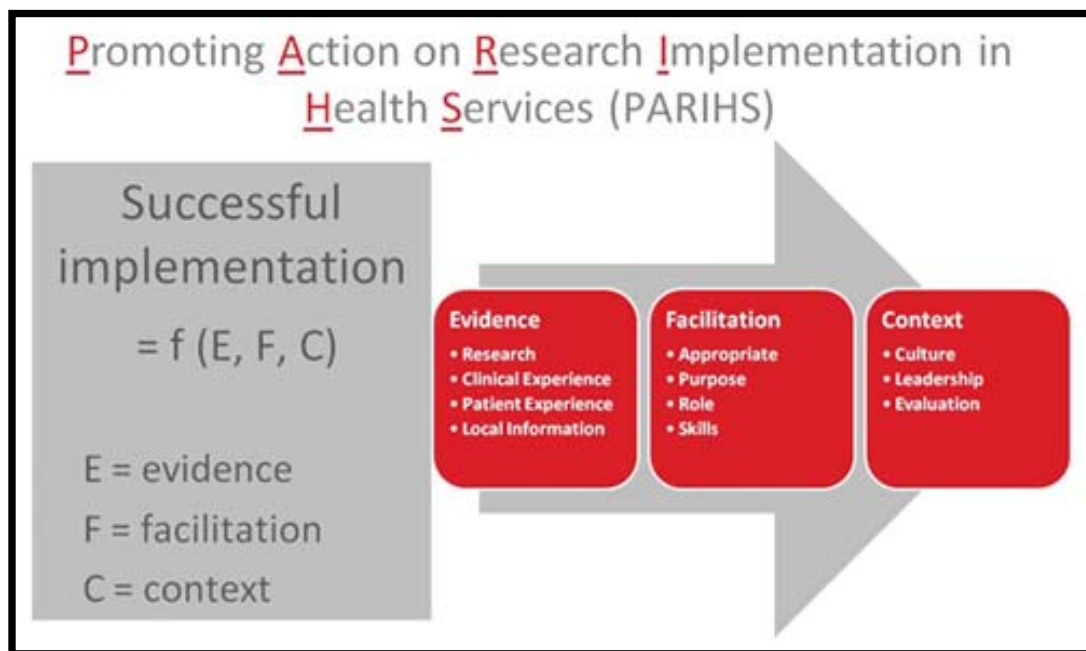 Promoting Action on Research Implementation in
Health Services (PARIHS)
Successful
implementation
= f (E, F, C)
E = evidence
F = facilitation
C = context
Evidence
• Research
• Clinical Experience
• Patient Experience
• Local Information
Facilitation
• Appropriate
• Purpose
• Role
• Skills
Context
• Culture
• Leadership
• Evaluation